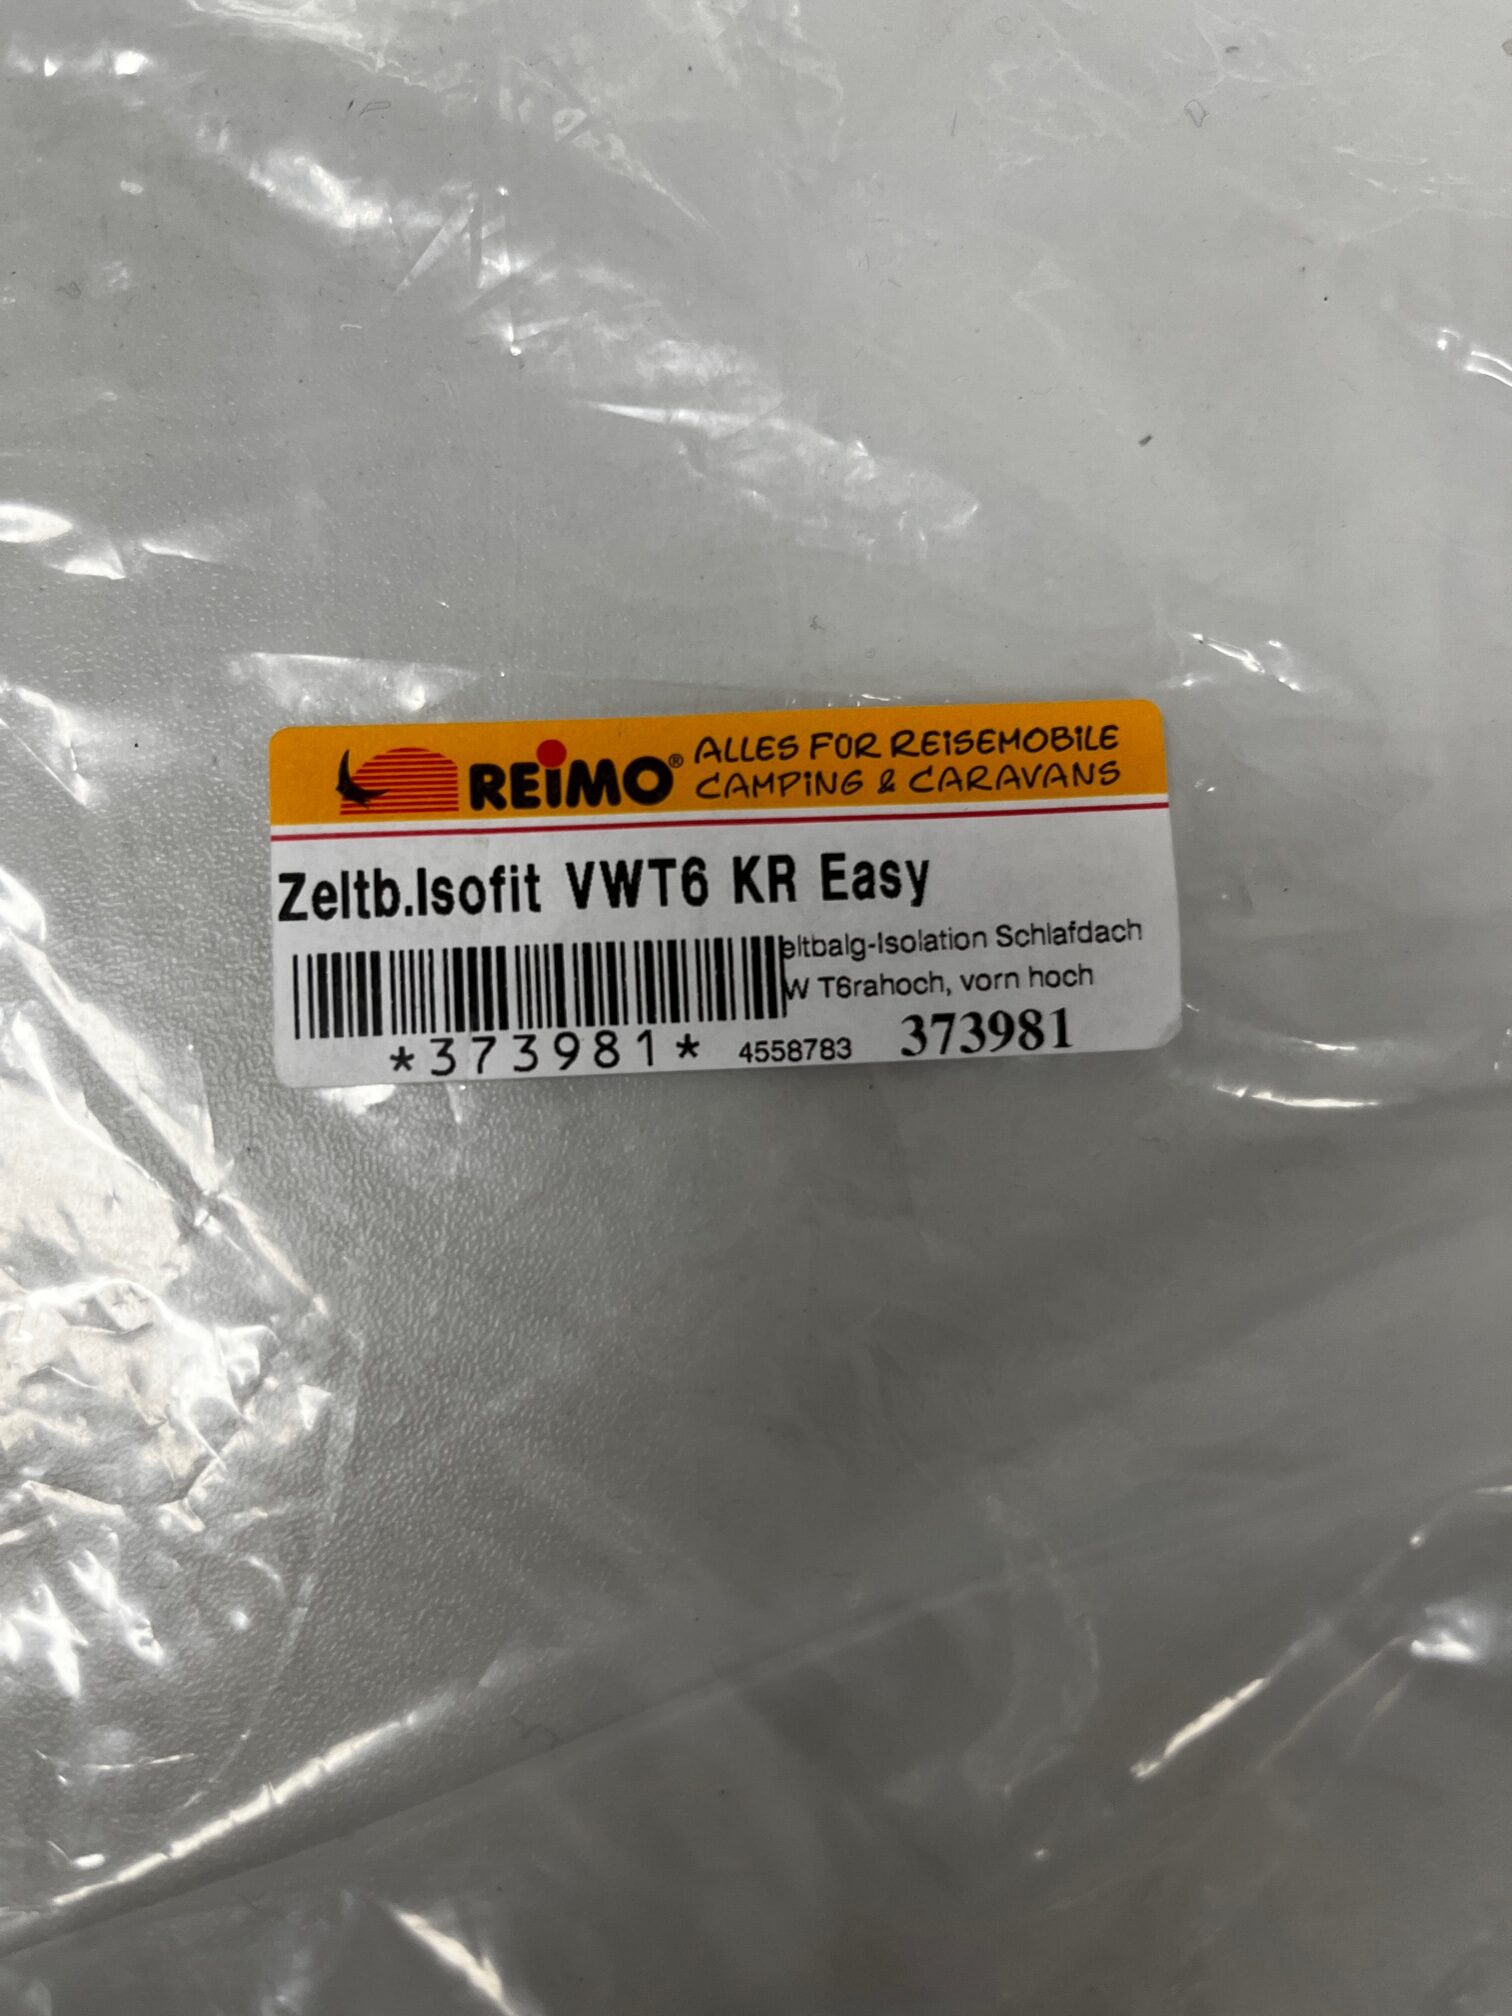 REIMO® ALLES FÜR REISEMOBILE
CAMPING & CARAVANS
Zeltb.Isofit VWT6 KR Easy
eltbalg-Isolation Schlafdach
W T6rahoch, vorn hoch
*373981* 4558783 373981